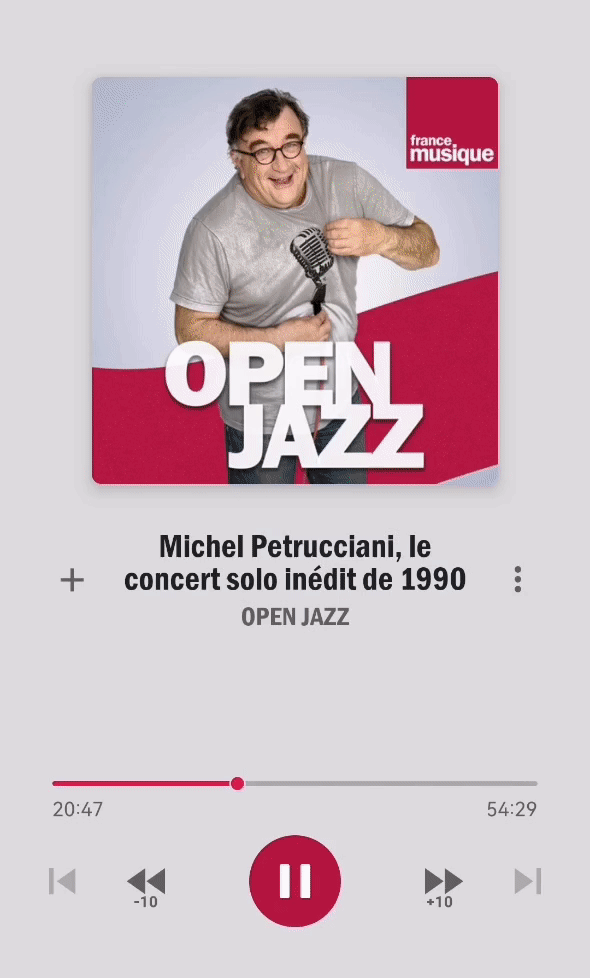 france
musique
OPEN
JAZZ
Michel Petrucciani, le
concert solo inédit de 1990
OPEN JAZZ
20:47
54:29
-10
+10